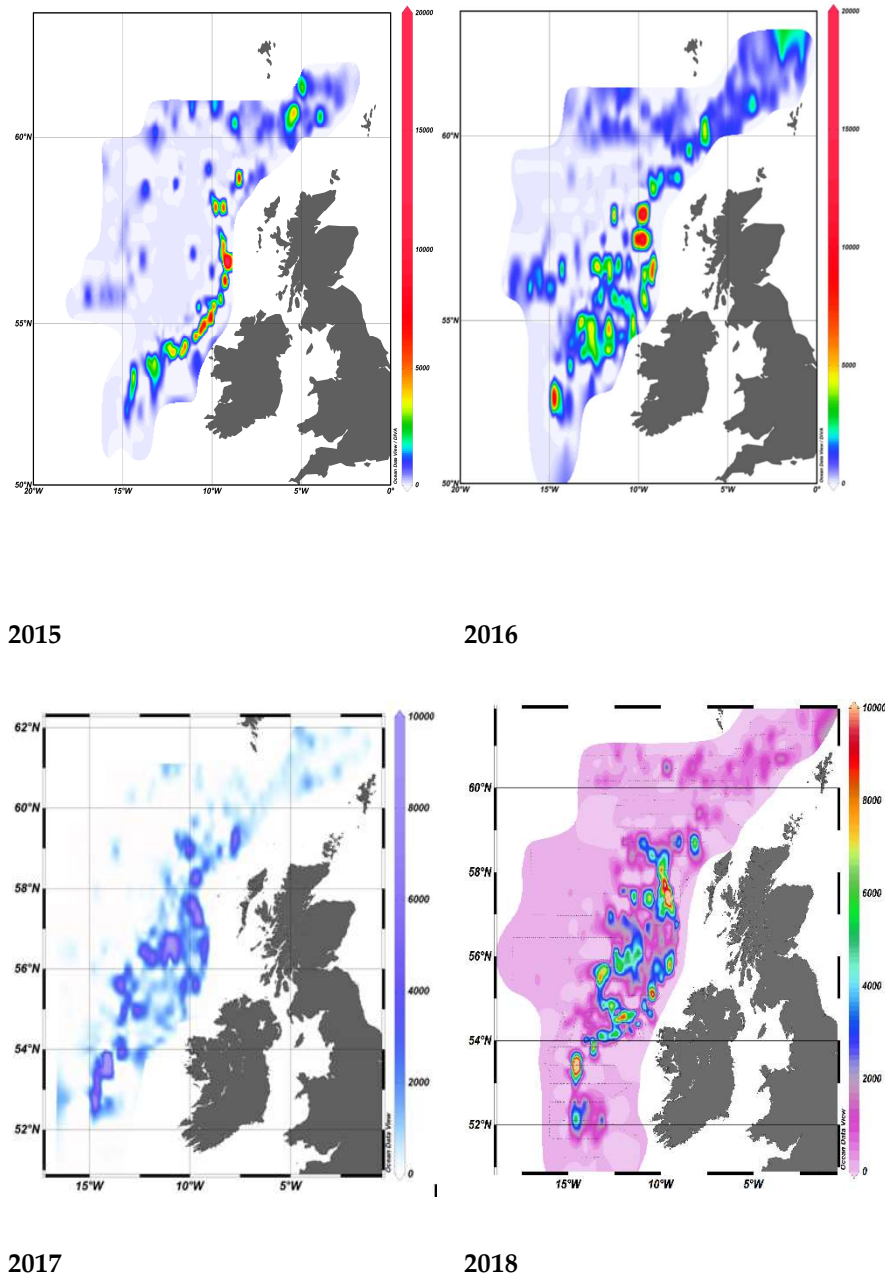 20000
15000
10000
5000
0
60°N
55°N
50°N
20°W
15°W
10°W
5°W
0°
Ocean Data View / DIVA
20000
15000
10000
5000
0
60°N
55°N
50°N
20°W
15°W
10°W
5°W
0°
Ocean Data View / DIVA
2015
2016
62°N
60°N
58°N
56°N
54°N
52°N
15°W
10°W
5°W
10000
8000
6000
4000
2000
0
Ocean Data View
60°N
58°N
56°N
54°N
52°N
15°W
10°W
5°W
10000
8000
6000
4000
2000
0
Ocean Data View
2017
2018